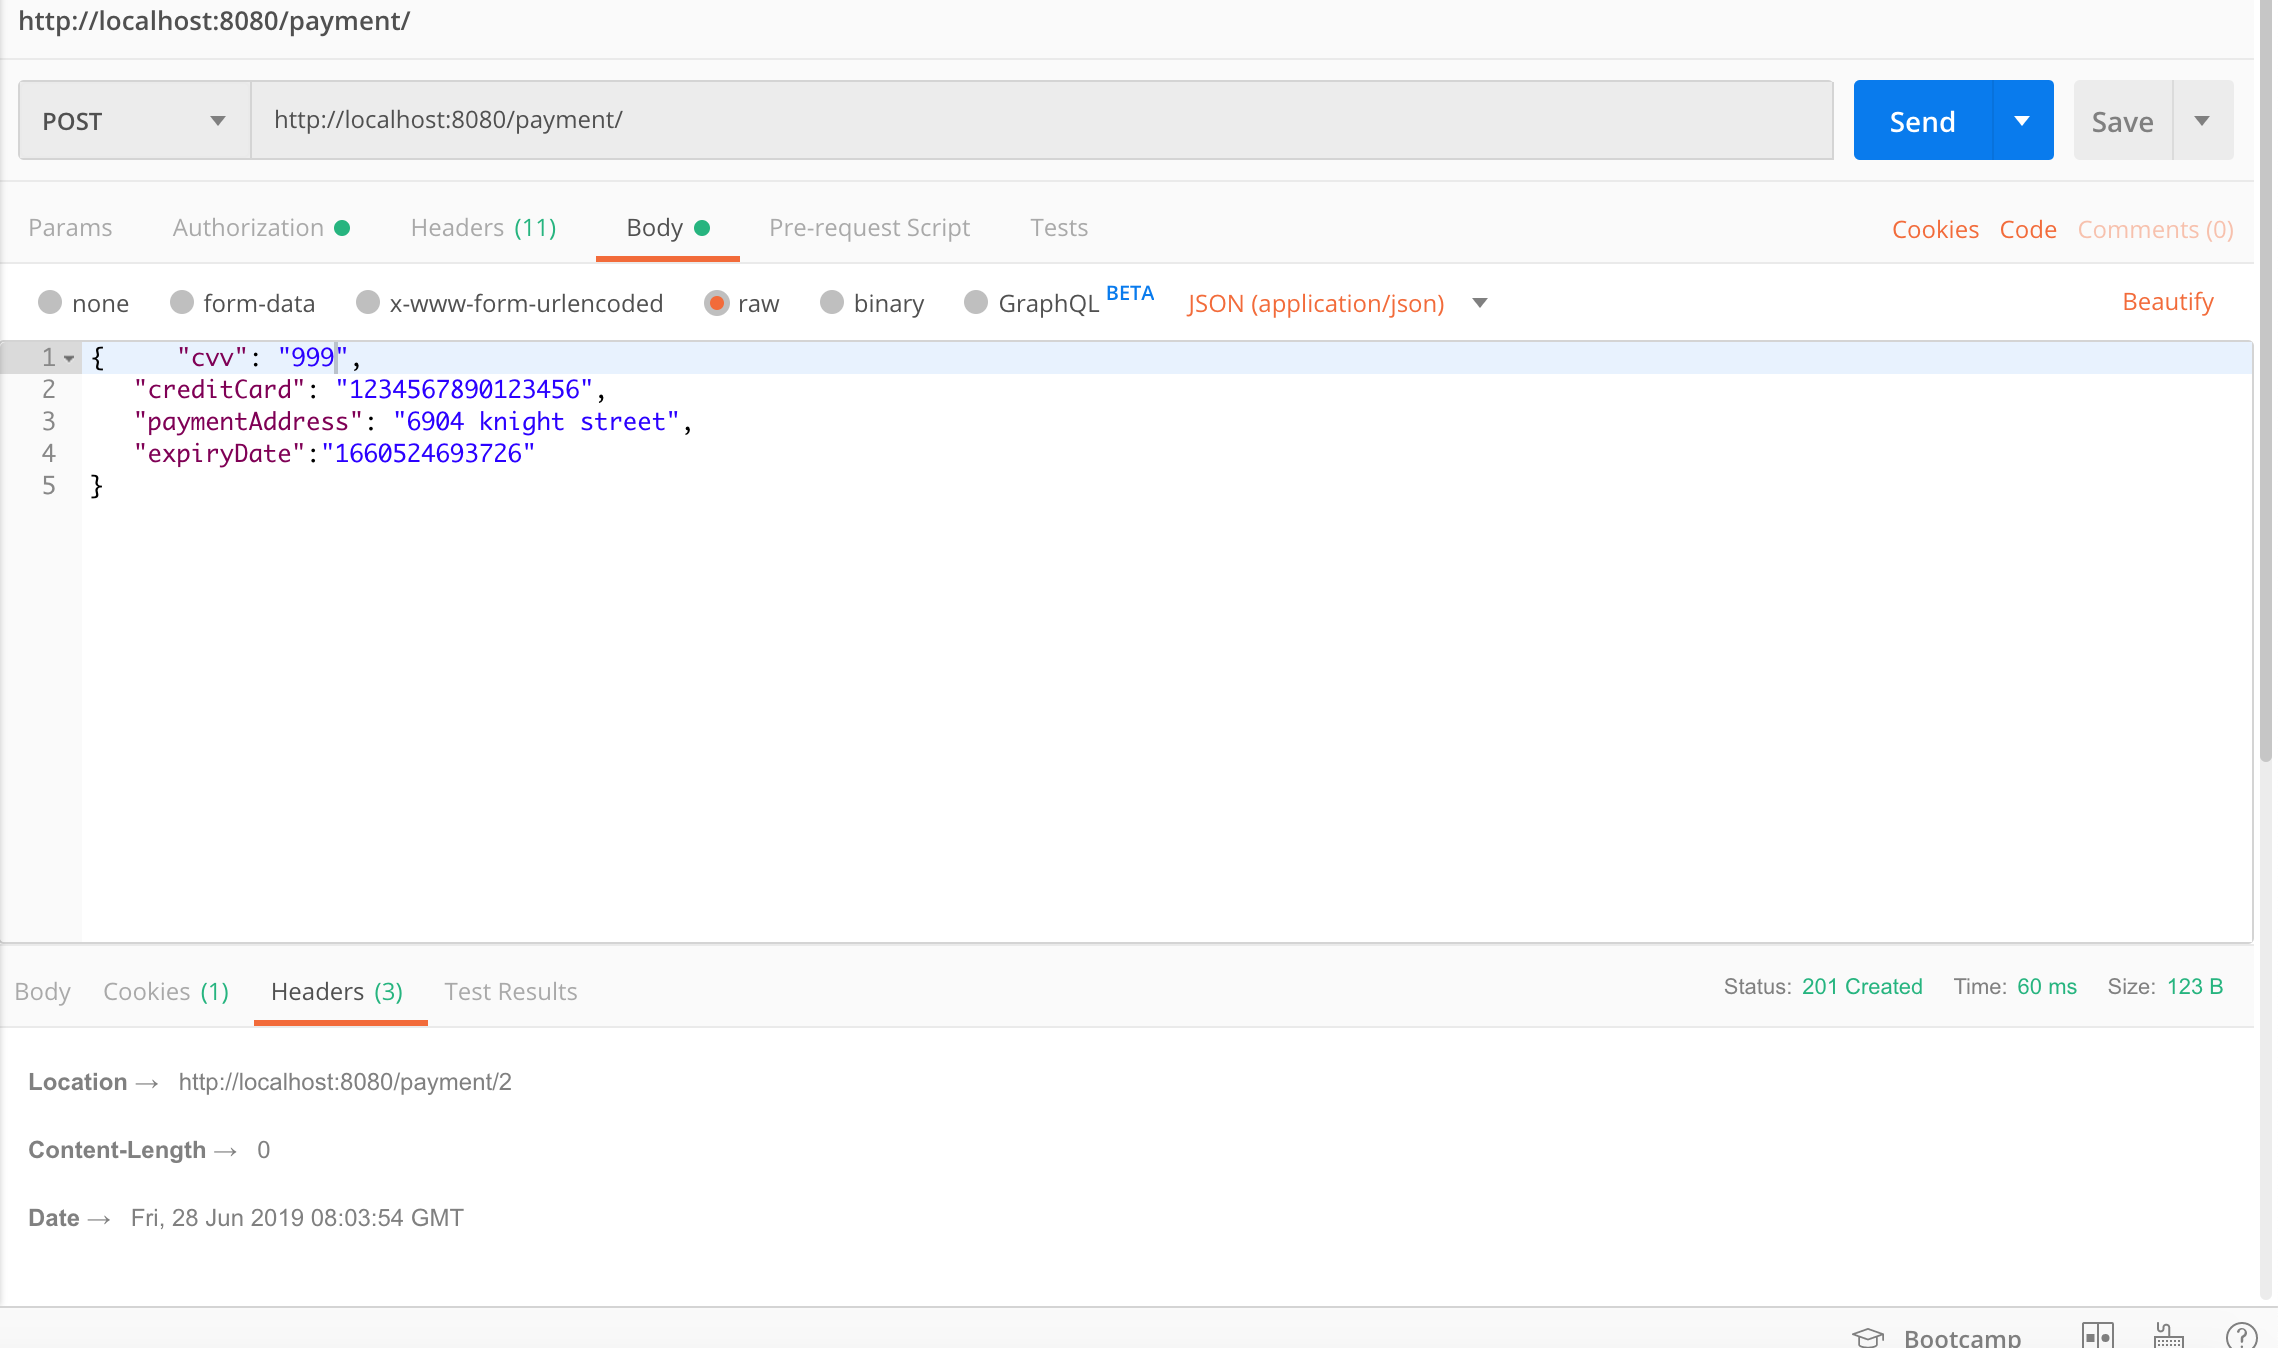 http://localhost:8080/payment/
POST http://localhost:8080/payment/ Send Save
Params Authorization Headers (11) Body Pre-request Script Tests Cookies Code Comments (0)
none form-data x-www-form-urlencoded raw binary GraphQL BETA JSON (application/json) Beautify
1 {      "cvv": "999",
2    "creditCard": "1234567890123456",
3    "paymentAddress": "6904 knight street",
4    "expiryDate":"1660524693726"
5 }
Body Cookies (1) Headers (3) Test Results Status: 201 Created Time: 60 ms Size: 123 B
Location → http://localhost:8080/payment/2
Content-Length → 0
Date → Fri, 28 Jun 2019 08:03:54 GMT
Bootcamp ?